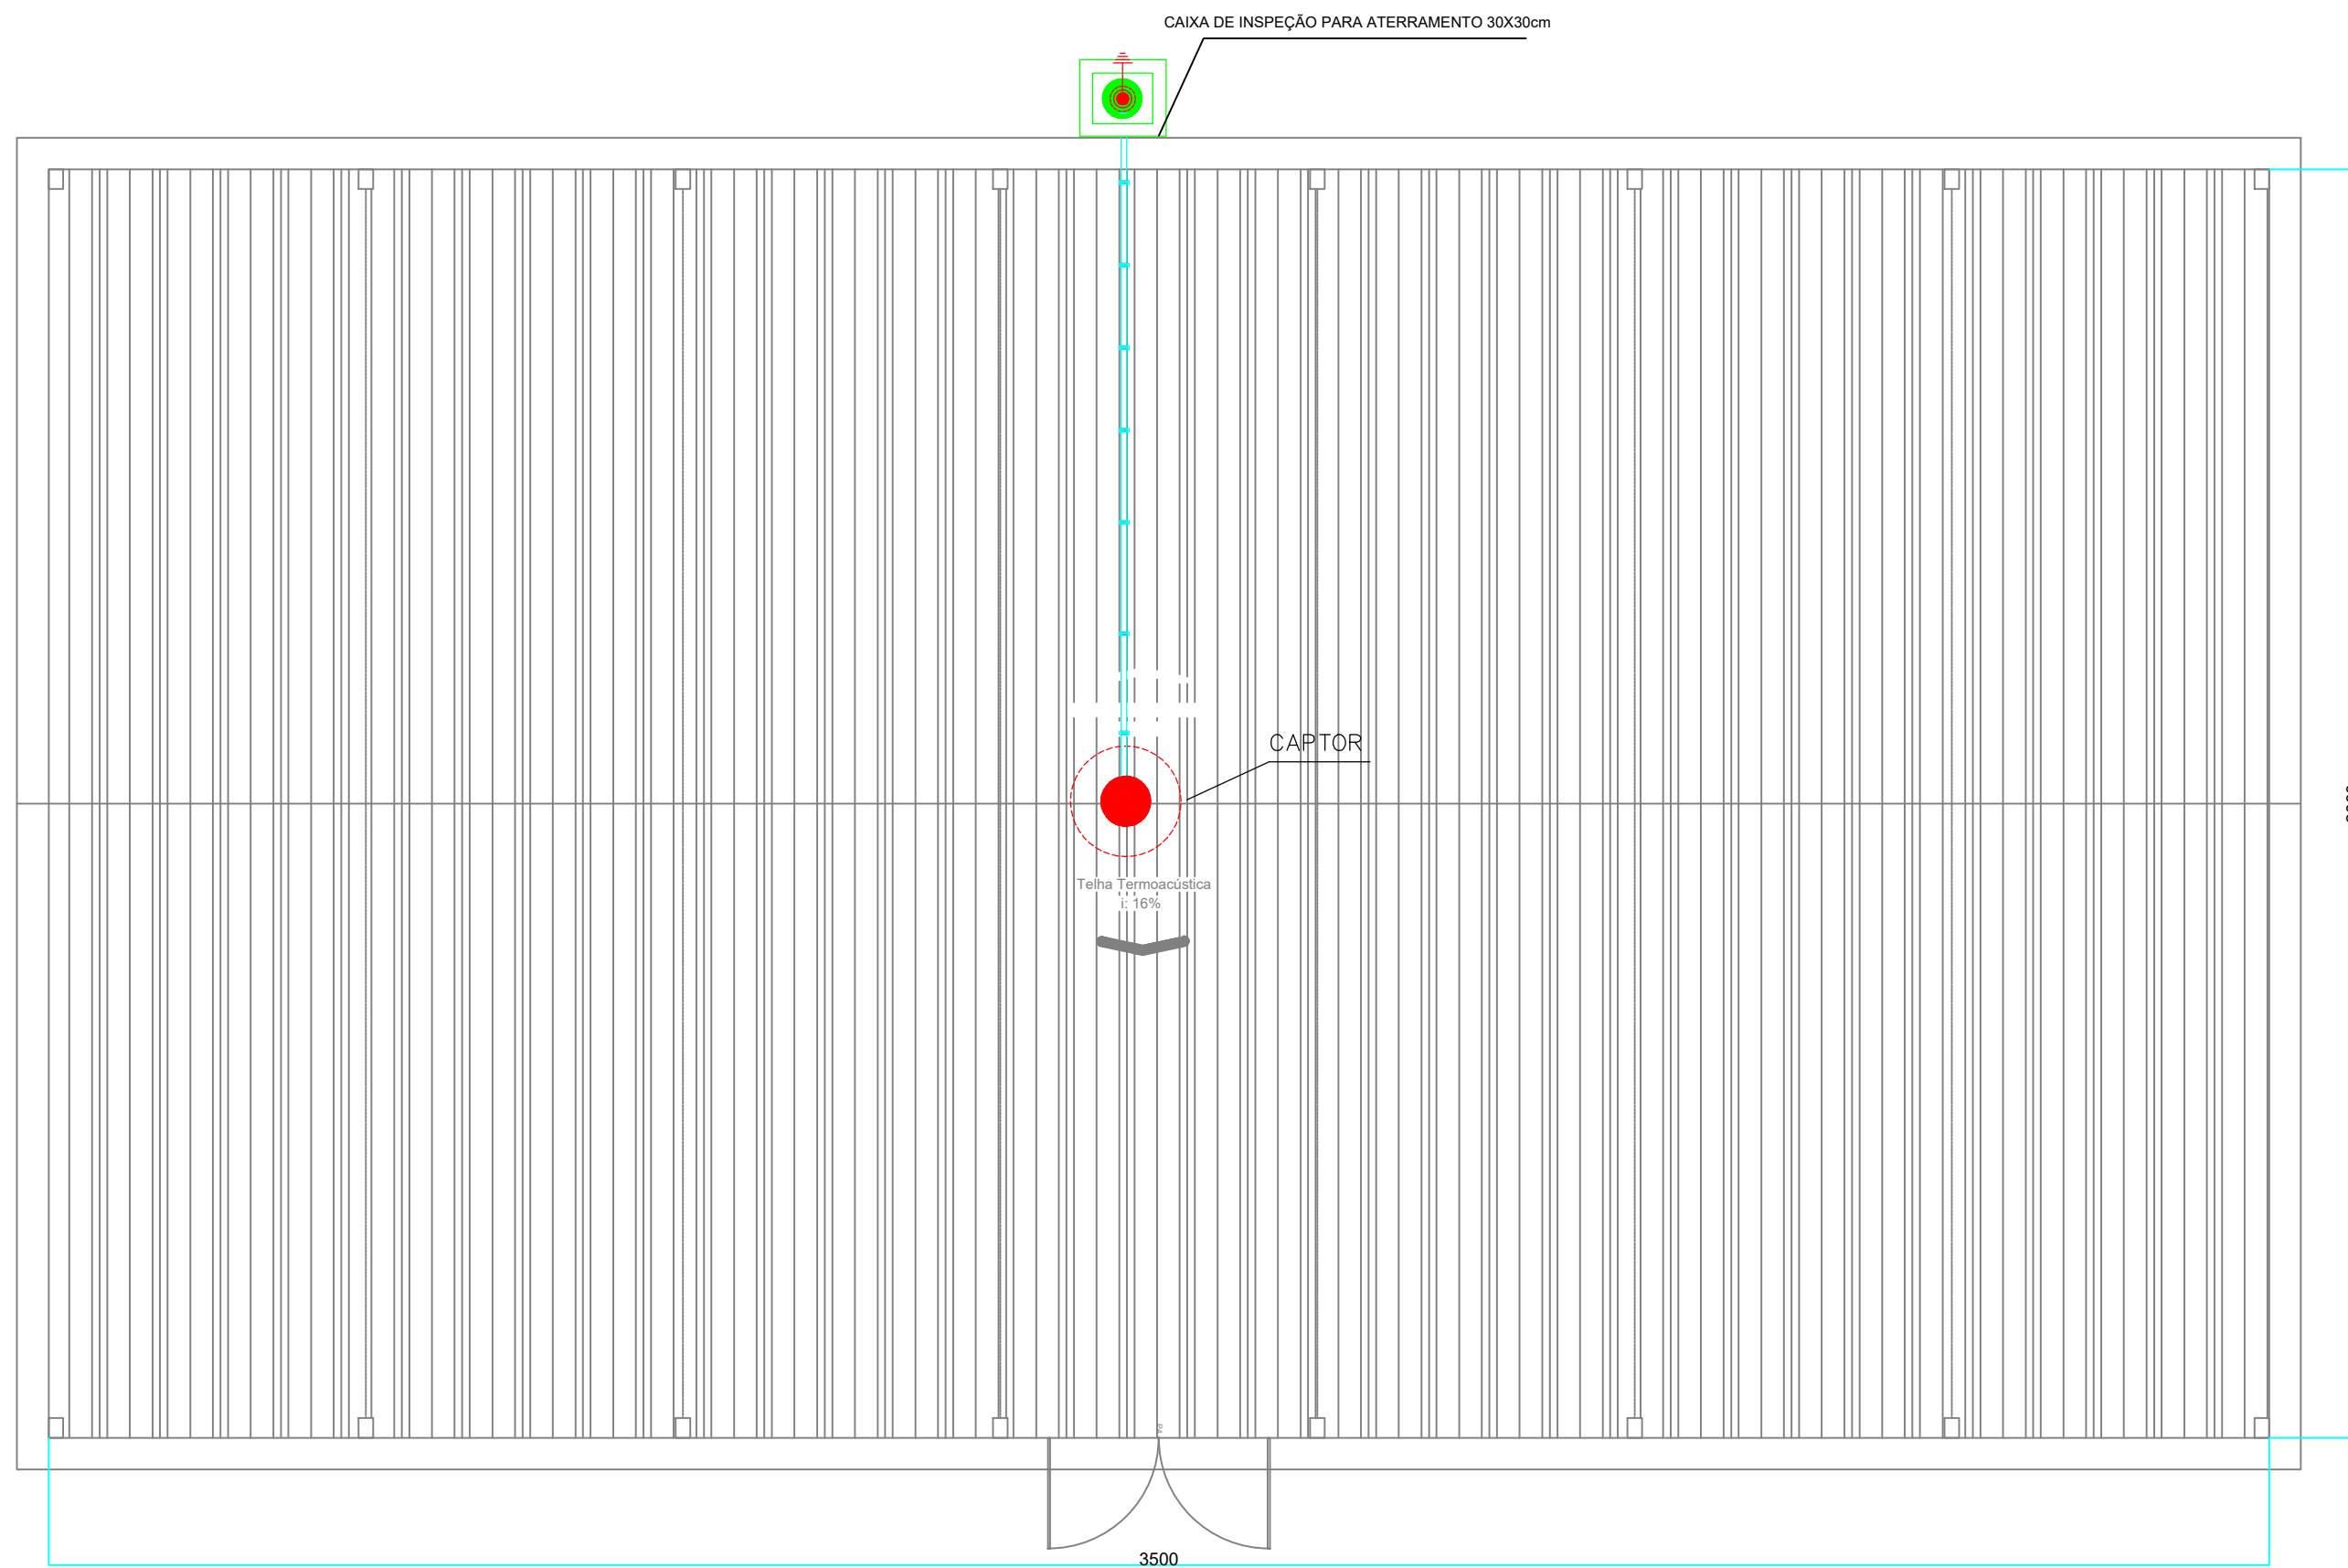 CAIXA DE INSPEÇÃO PARA ATERRAMENTO 30X30cm
CAPTOR
Telha Termoacústica
i: 16%
3500